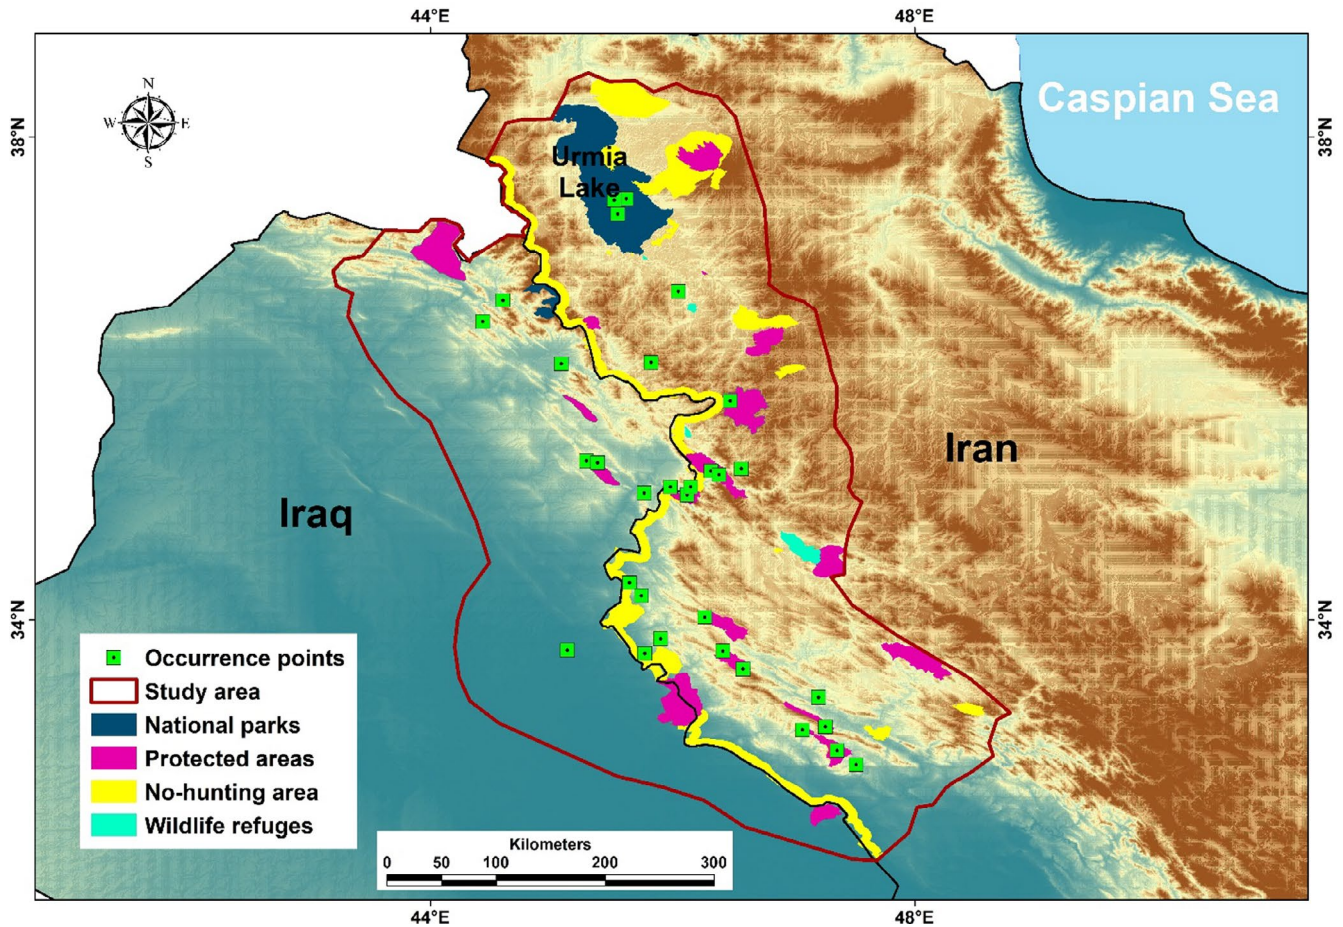 44°E 48°E
38°N
34°N
N
W E
S
Caspian Sea
38°N
34°N
Urmia
Lake
Iran
Iraq
Occurrence points
Study area
National parks
Protected areas
No-hunting area
Wildlife refuges
Kilometers
0 50 100 200 300
44°E 48°E